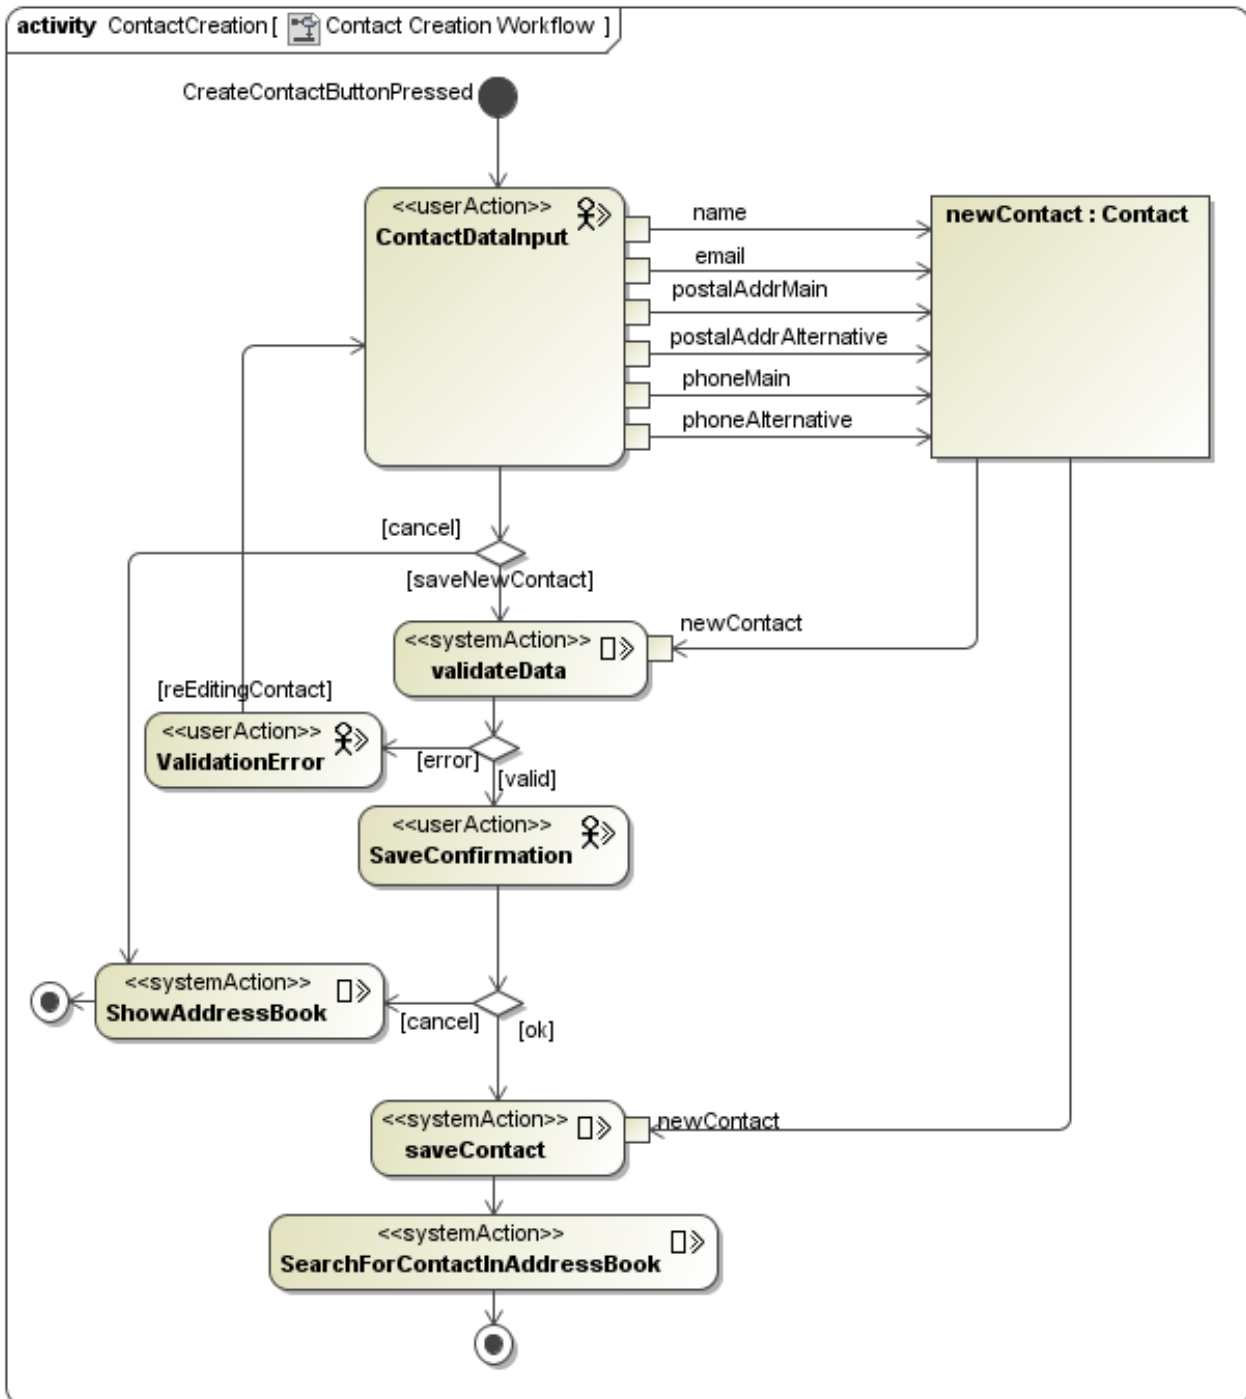 activity ContactCreation [ Contact Creation Workflow ]
CreateContactButtonPressed
<<userAction>>
ContactDataInput
name
email
postalAddrMain
postalAddrAlternative
phoneMain
phoneAlternative
newContact : Contact
[cancel]
[saveNewContact]
<<systemAction>>
validateData
newContact
[reEditingContact]
<<userAction>>
ValidationError
[error]
[valid]
<<userAction>>
SaveConfirmation
<<systemAction>>
ShowAddressBook
[cancel]
[ok]
<<systemAction>>
saveContact
newContact
<<systemAction>>
SearchForContactInAddressBook